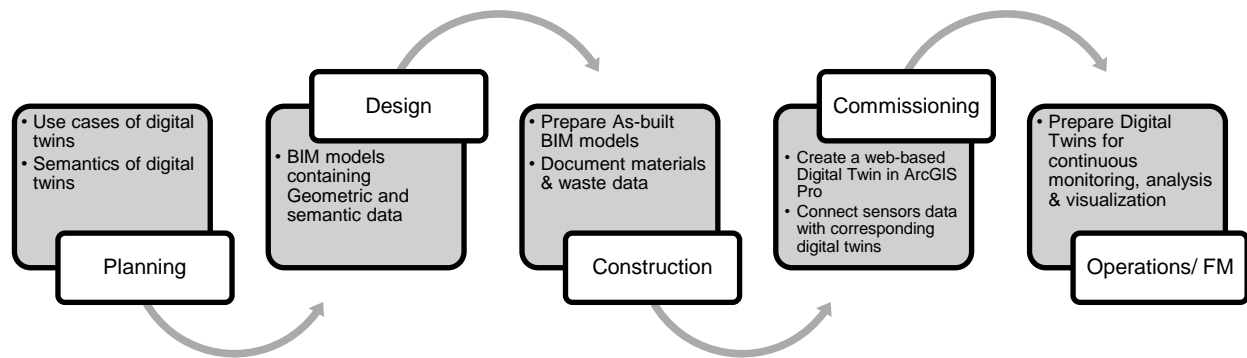 • Use cases of digital
twins
• Semantics of digital
twins
Planning
Design
• BIM models
containing
Geometric and
semantic data
• Prepare As-built
BIM models
• Document materials
& waste data
Construction
Commissioning
• Create a web-based
Digital Twin in ArcGIS
Pro
• Connect sensors data
with corresponding
digital twins
• Prepare Digital
Twins for
continuous
monitoring, analysis
& visualization
Operations/ FM